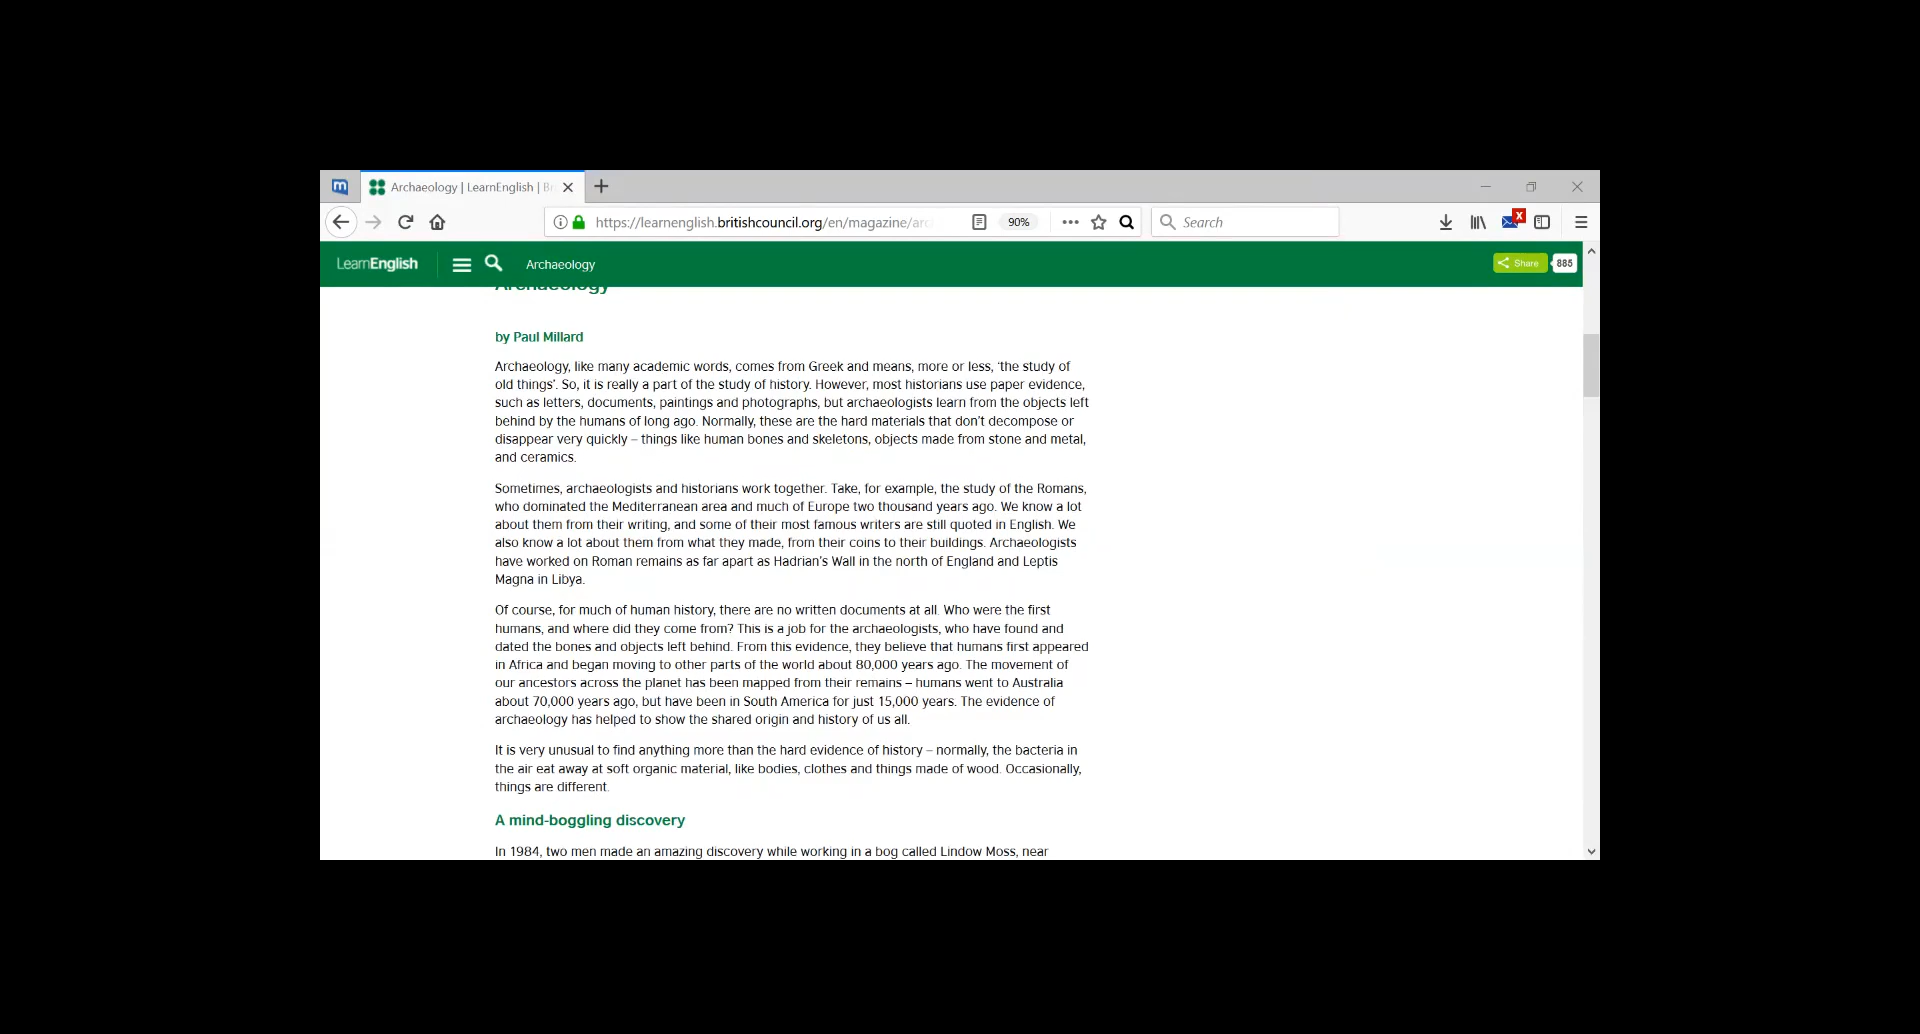 Archaeology | LearnEnglish | Br
https://learnenglish.britishcouncil.org/en/magazine/arc
90%
Search
X
LearnEnglish
Archaeology
Share
885
Archaeology
by Paul Millard
Archaeology, like many academic words, comes from Greek and means, more or less, ‘the study of
old things’. So, it is really a part of the study of history. However, most historians use paper evidence,
such as letters, documents, paintings and photographs, but archaeologists learn from the objects left
behind by the humans of long ago. Normally, these are the hard materials that don’t decompose or
disappear very quickly – things like human bones and skeletons, objects made from stone and metal,
and ceramics.
Sometimes, archaeologists and historians work together. Take, for example, the study of the Romans,
who dominated the Mediterranean area and much of Europe two thousand years ago. We know a lot
about them from their writing, and some of their most famous writers are still quoted in English. We
also know a lot about them from what they made, from their coins to their buildings. Archaeologists
have worked on Roman remains as far apart as Hadrian’s Wall in the north of England and Leptis
Magna in Libya.
Of course, for much of human history, there are no written documents at all. Who were the first
humans, and where did they come from? This is a job for the archaeologists, who have found and
dated the bones and objects left behind. From this evidence, they believe that humans first appeared
in Africa and began moving to other parts of the world about 80,000 years ago. The movement of
our ancestors across the planet has been mapped from their remains – humans went to Australia
about 70,000 years ago, but have been in South America for just 15,000 years. The evidence of
archaeology has helped to show the shared origin and history of us all.
It is very unusual to find anything more than the hard evidence of history – normally, the bacteria in
the air eat away at soft organic material, like bodies, clothes and things made of wood. Occasionally,
things are different.
A mind-boggling discovery
In 1984, two men made an amazing discovery while working in a bog called Lindow Moss, near